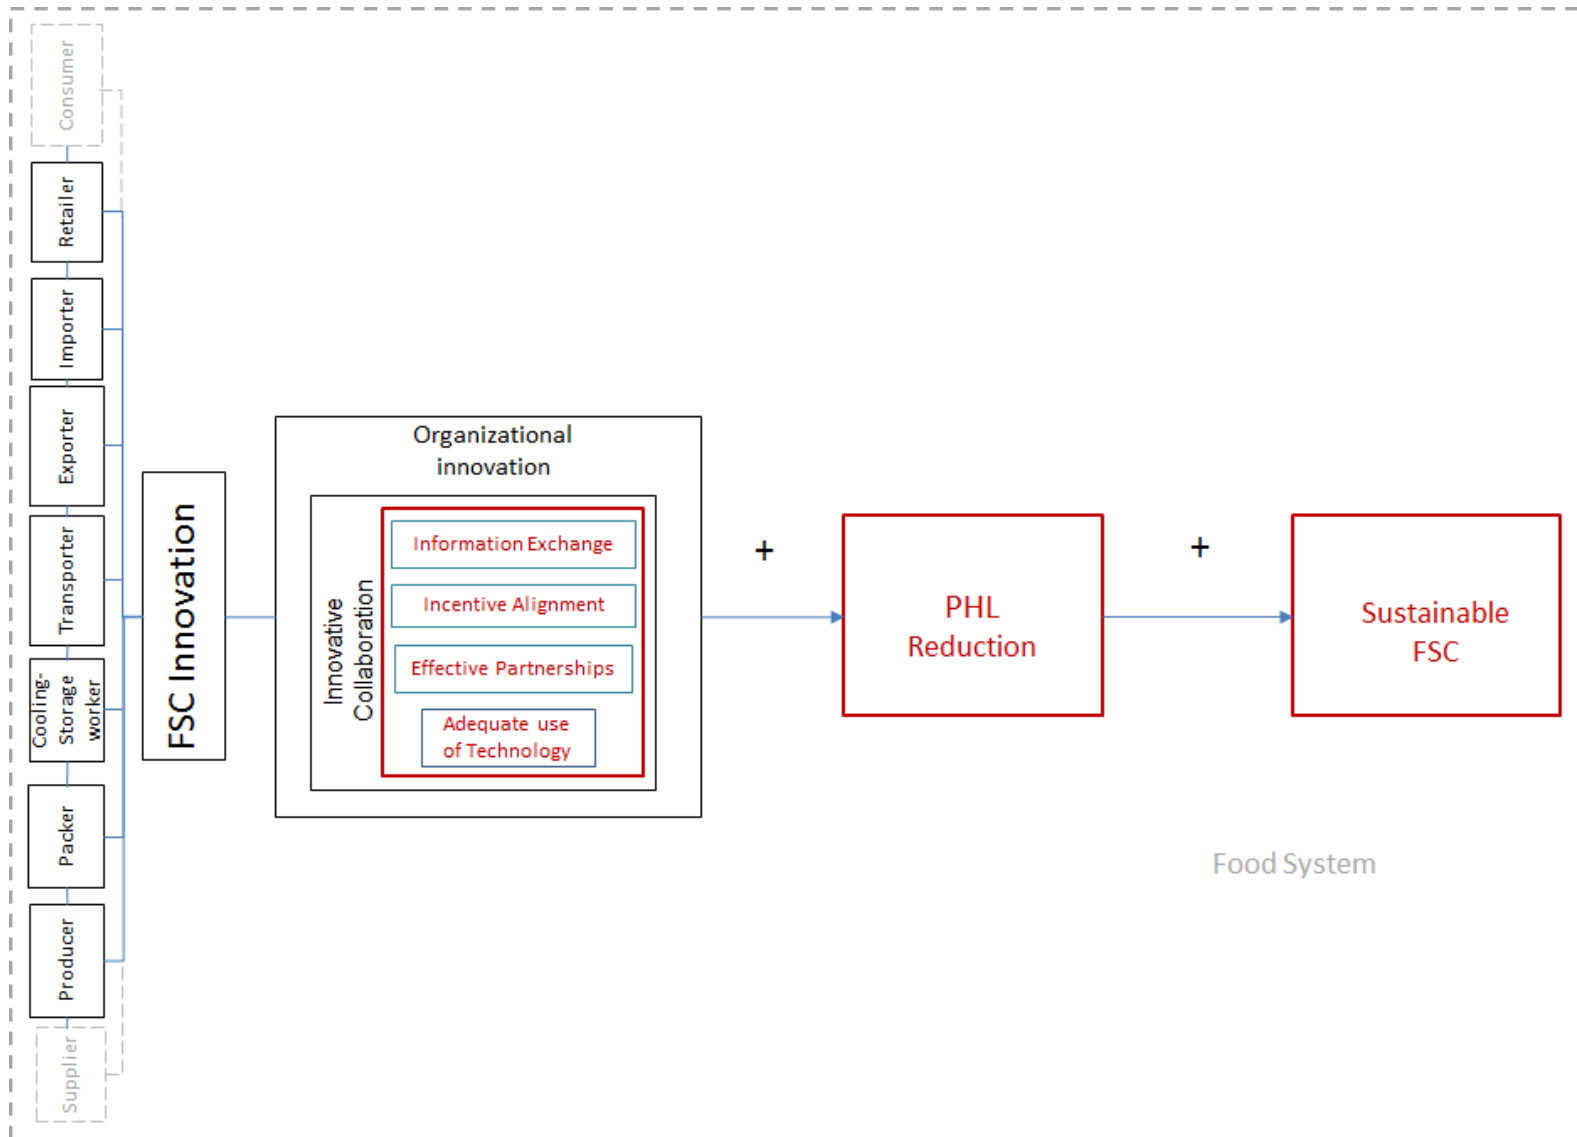 Consumer
Retailer
Importer
Exporter
Transporter
Cooling-
Storage
worker
Packer
Producer
Supplier
FSC Innovation
Organizational
innovation
Innovative
Collaboration
Information Exchange
Incentive Alignment
Effective Partnerships
Adequate use
of Technology
+
PHL
Reduction
+
Sustainable
FSC
Food System